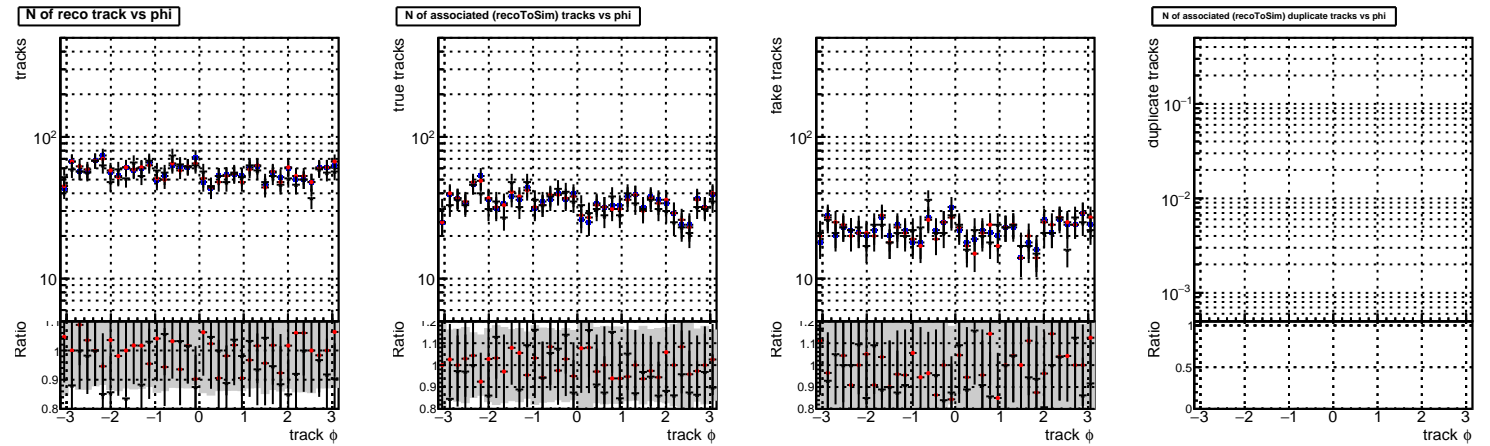 N of reco track vs phi
tracks
10²
10
Ratio
1.1
1
0.9
0.8
−3 −2 −1 0 1 2 3
track φ
N of associated (recoToSim) tracks vs phi
true tracks
10²
10
Ratio
1.2
1.1
1
0.9
0.8
−3 −2 −1 0 1 2 3
track φ
fake tracks
10²
10
Ratio
1.2
1.1
1
0.9
0.8
−3 −2 −1 0 1 2 3
track φ
N of associated (recoToSim) duplicate tracks vs phi
duplicate tracks
10⁻¹
10⁻²
10⁻³
Ratio
1
0.5
0
−3 −2 −1 0 1 2 3
track φ